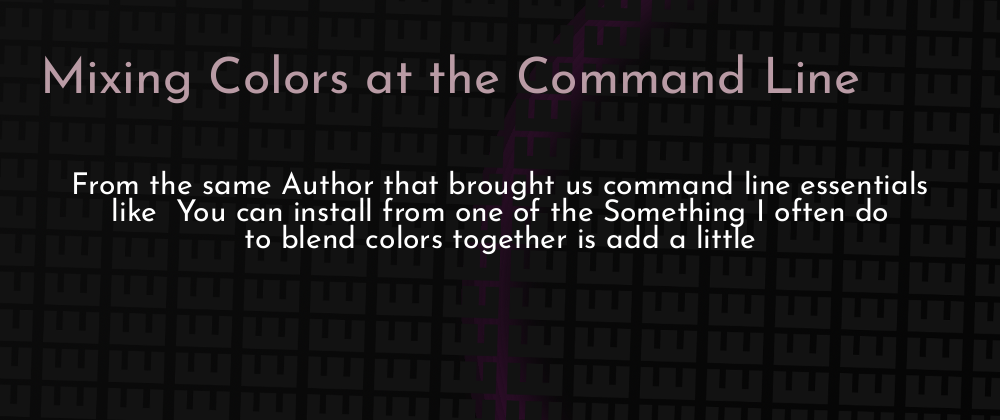 Mixing Colors at the Command Line
From the same Author that brought us command line essentials
like  You can install from one of the Something I often do
to blend colors together is add a little